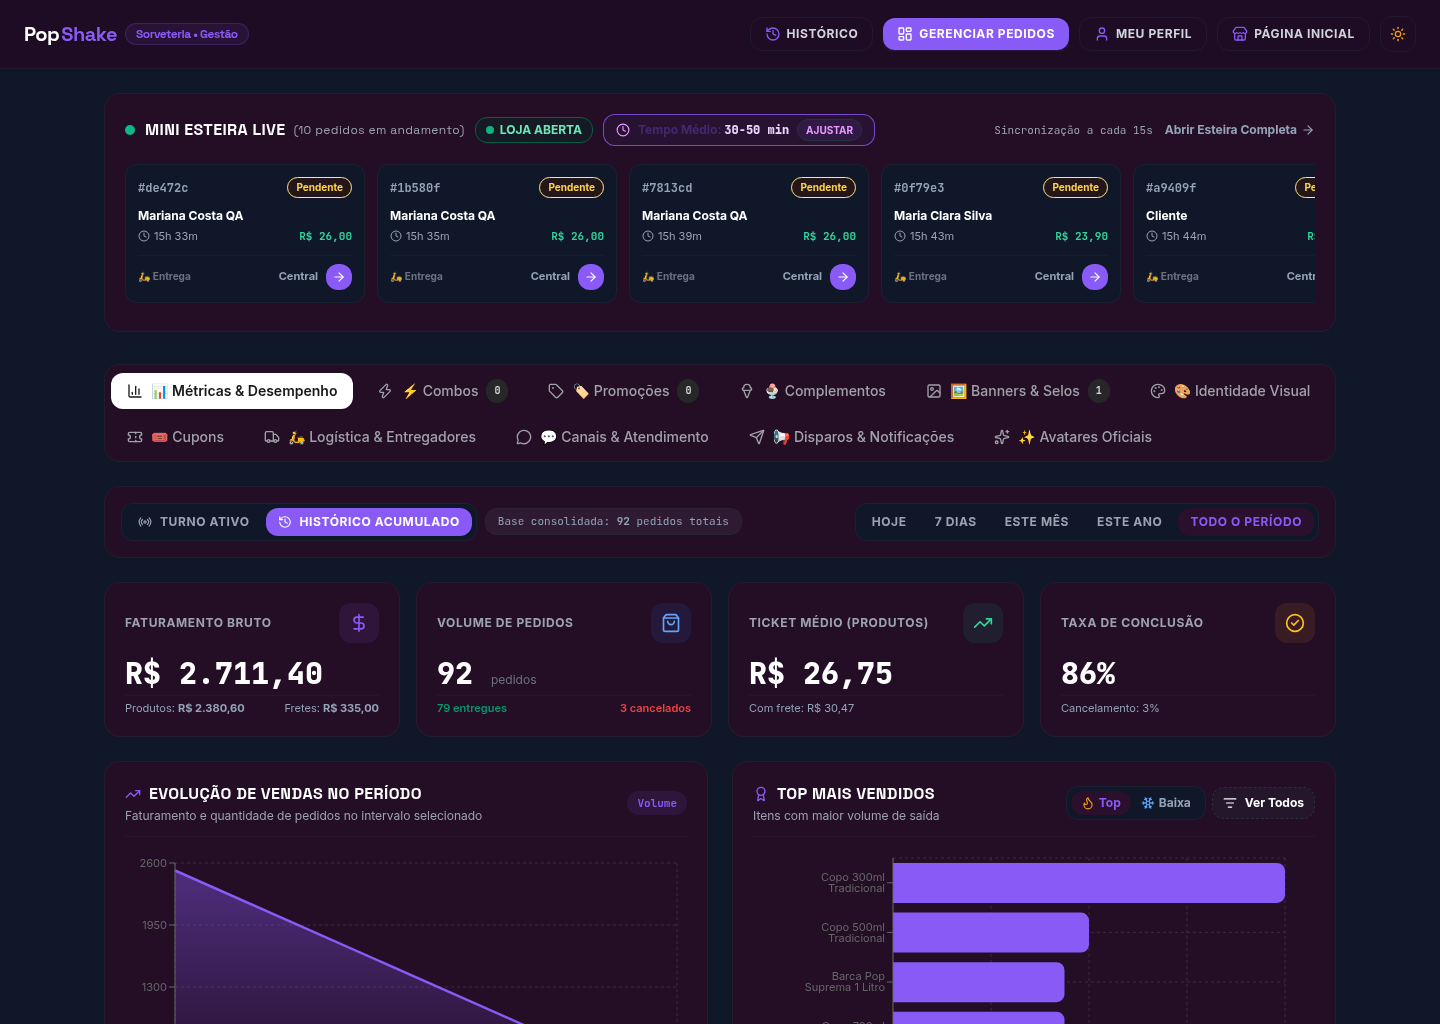 PopShake
Sorveteria • Gestão
HISTÓRICO
GERENCIAR PEDIDOS
MEU PERFIL
PÁGINA INICIAL
MINI ESTEIRA LIVE (10 pedidos em andamento)
LOJA ABERTA
Tempo Médio: 30-50 min AJUSTAR
Sincronização a cada 15s
Abrir Esteira Completa
#de472c Pendente
Mariana Costa QA
15h 33m R$ 26,00
Entrega Central
#1b580f Pendente
Mariana Costa QA
15h 35m R$ 26,00
Entrega Central
#7813cd Pendente
Mariana Costa QA
15h 39m R$ 26,00
Entrega Central
#0f79e3 Pendente
Maria Clara Silva
15h 43m R$ 23,90
Entrega Central
#a9409f Pe
Cliente
15h 44m R$
Entrega Centr
Métricas & Desempenho
Combos 0
Promoções 0
Complementos
Banners & Selos 1
Identidade Visual
Cupons
Logística & Entregadores
Canais & Atendimento
Disparos & Notificações
Avatares Oficiais
TURNO ATIVO
HISTÓRICO ACUMULADO
Base consolidada: 92 pedidos totais
HOJE
7 DIAS
ESTE MÊS
ESTE ANO
TODO O PERÍODO
FATURAMENTO BRUTO
R$ 2.711,40
Produtos: R$ 2.380,60 Fretes: R$ 335,00
VOLUME DE PEDIDOS
92 pedidos
79 entregues 3 cancelados
TICKET MÉDIO (PRODUTOS)
R$ 26,75
Com frete: R$ 30,47
TAXA DE CONCLUSÃO
86%
Cancelamento: 3%
EVOLUÇÃO DE VENDAS NO PERÍODO
Faturamento e quantidade de pedidos no intervalo selecionado
Volume
2600
1950
1300
TOP MAIS VENDIDOS
Itens com maior volume de saída
Top
Baixa
Ver Todos
Copo 300ml
Tradicional
Copo 500ml
Tradicional
Barca Pop
Suprema 1 Litro